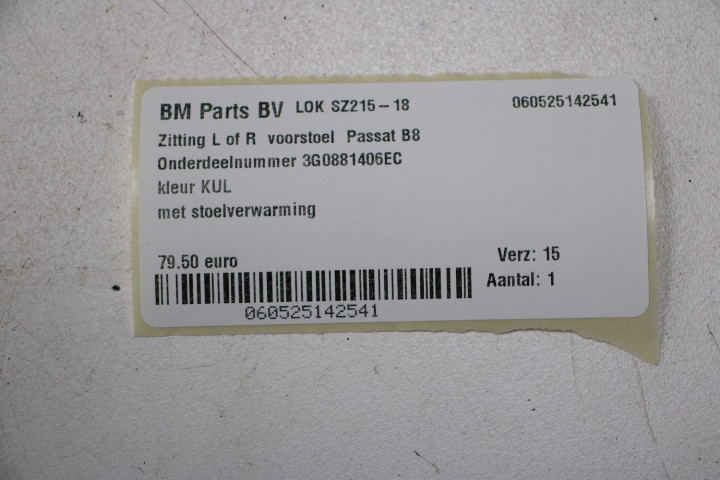 BM Parts BV LOK SZ215-18 060525142541
Zitting L of R voorstoel Passat B8
Onderdeelnummer 3G0881406EC
kleur KUL
met stoelverwarming
79.50 euro Verz: 15
Aantal: 1
060525142541